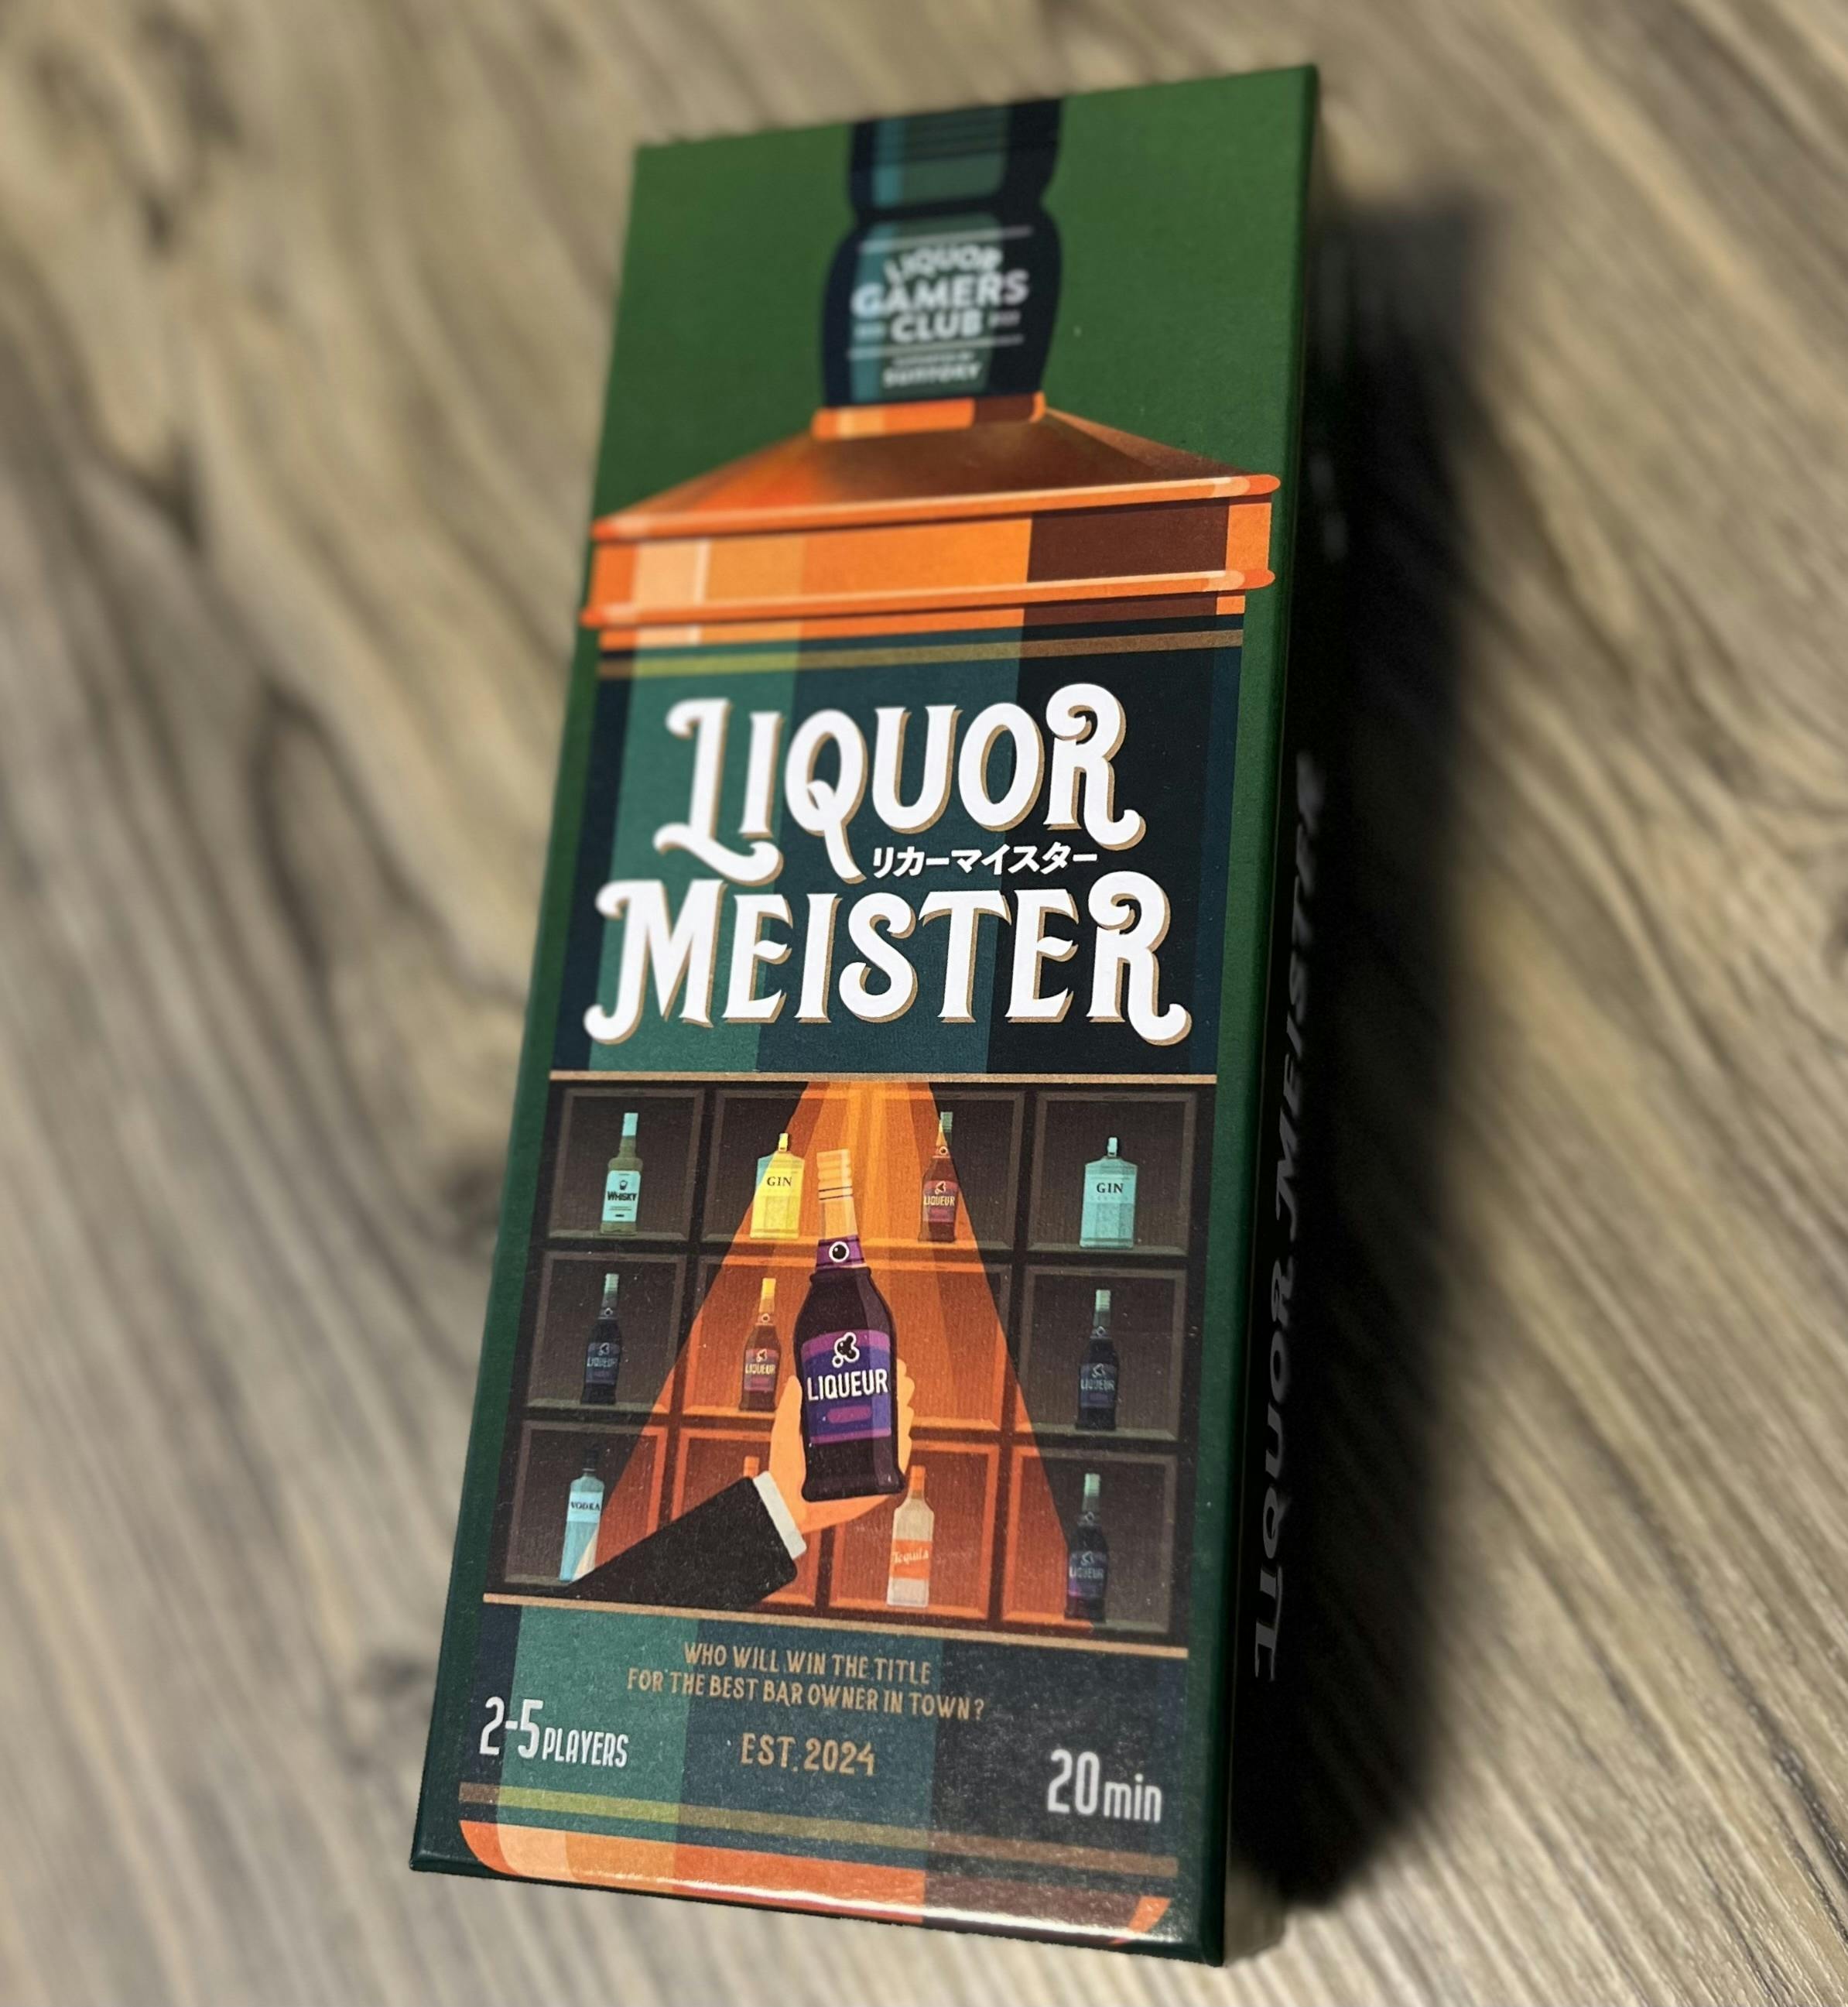 LIQUOR
GAMERS
CLUB
SUNTORY
LIQUOR
リカーマイスター
MEISTER
WHISKY
GIN
LIQUEUR
GIN
LIQUEUR
LIQUEUR
LIQUEUR
LIQUEUR
VODKA
Tequila
LIQUEUR
WHO WILL WIN THE TITLE
FOR THE BEST BAR OWNER IN TOWN?
2-5 PLAYERS
EST. 2024
20min
LIQUOR MEISTER